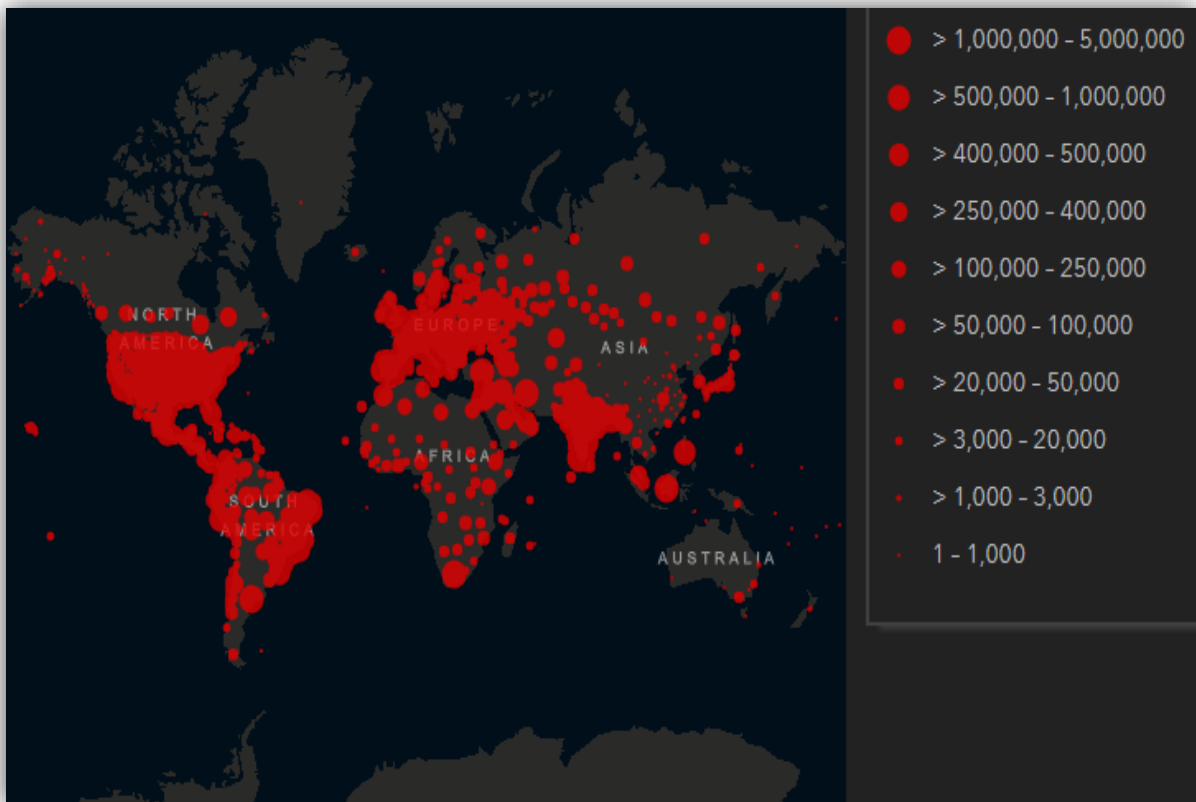 NORTH
AMERICA
EUROPE
ASIA
AFRICA
SOUTH
AMERICA
AUSTRALIA
> 1,000,000 - 5,000,000
> 500,000 - 1,000,000
> 400,000 - 500,000
> 250,000 - 400,000
> 100,000 - 250,000
> 50,000 - 100,000
> 20,000 - 50,000
> 3,000 - 20,000
> 1,000 - 3,000
1 - 1,000